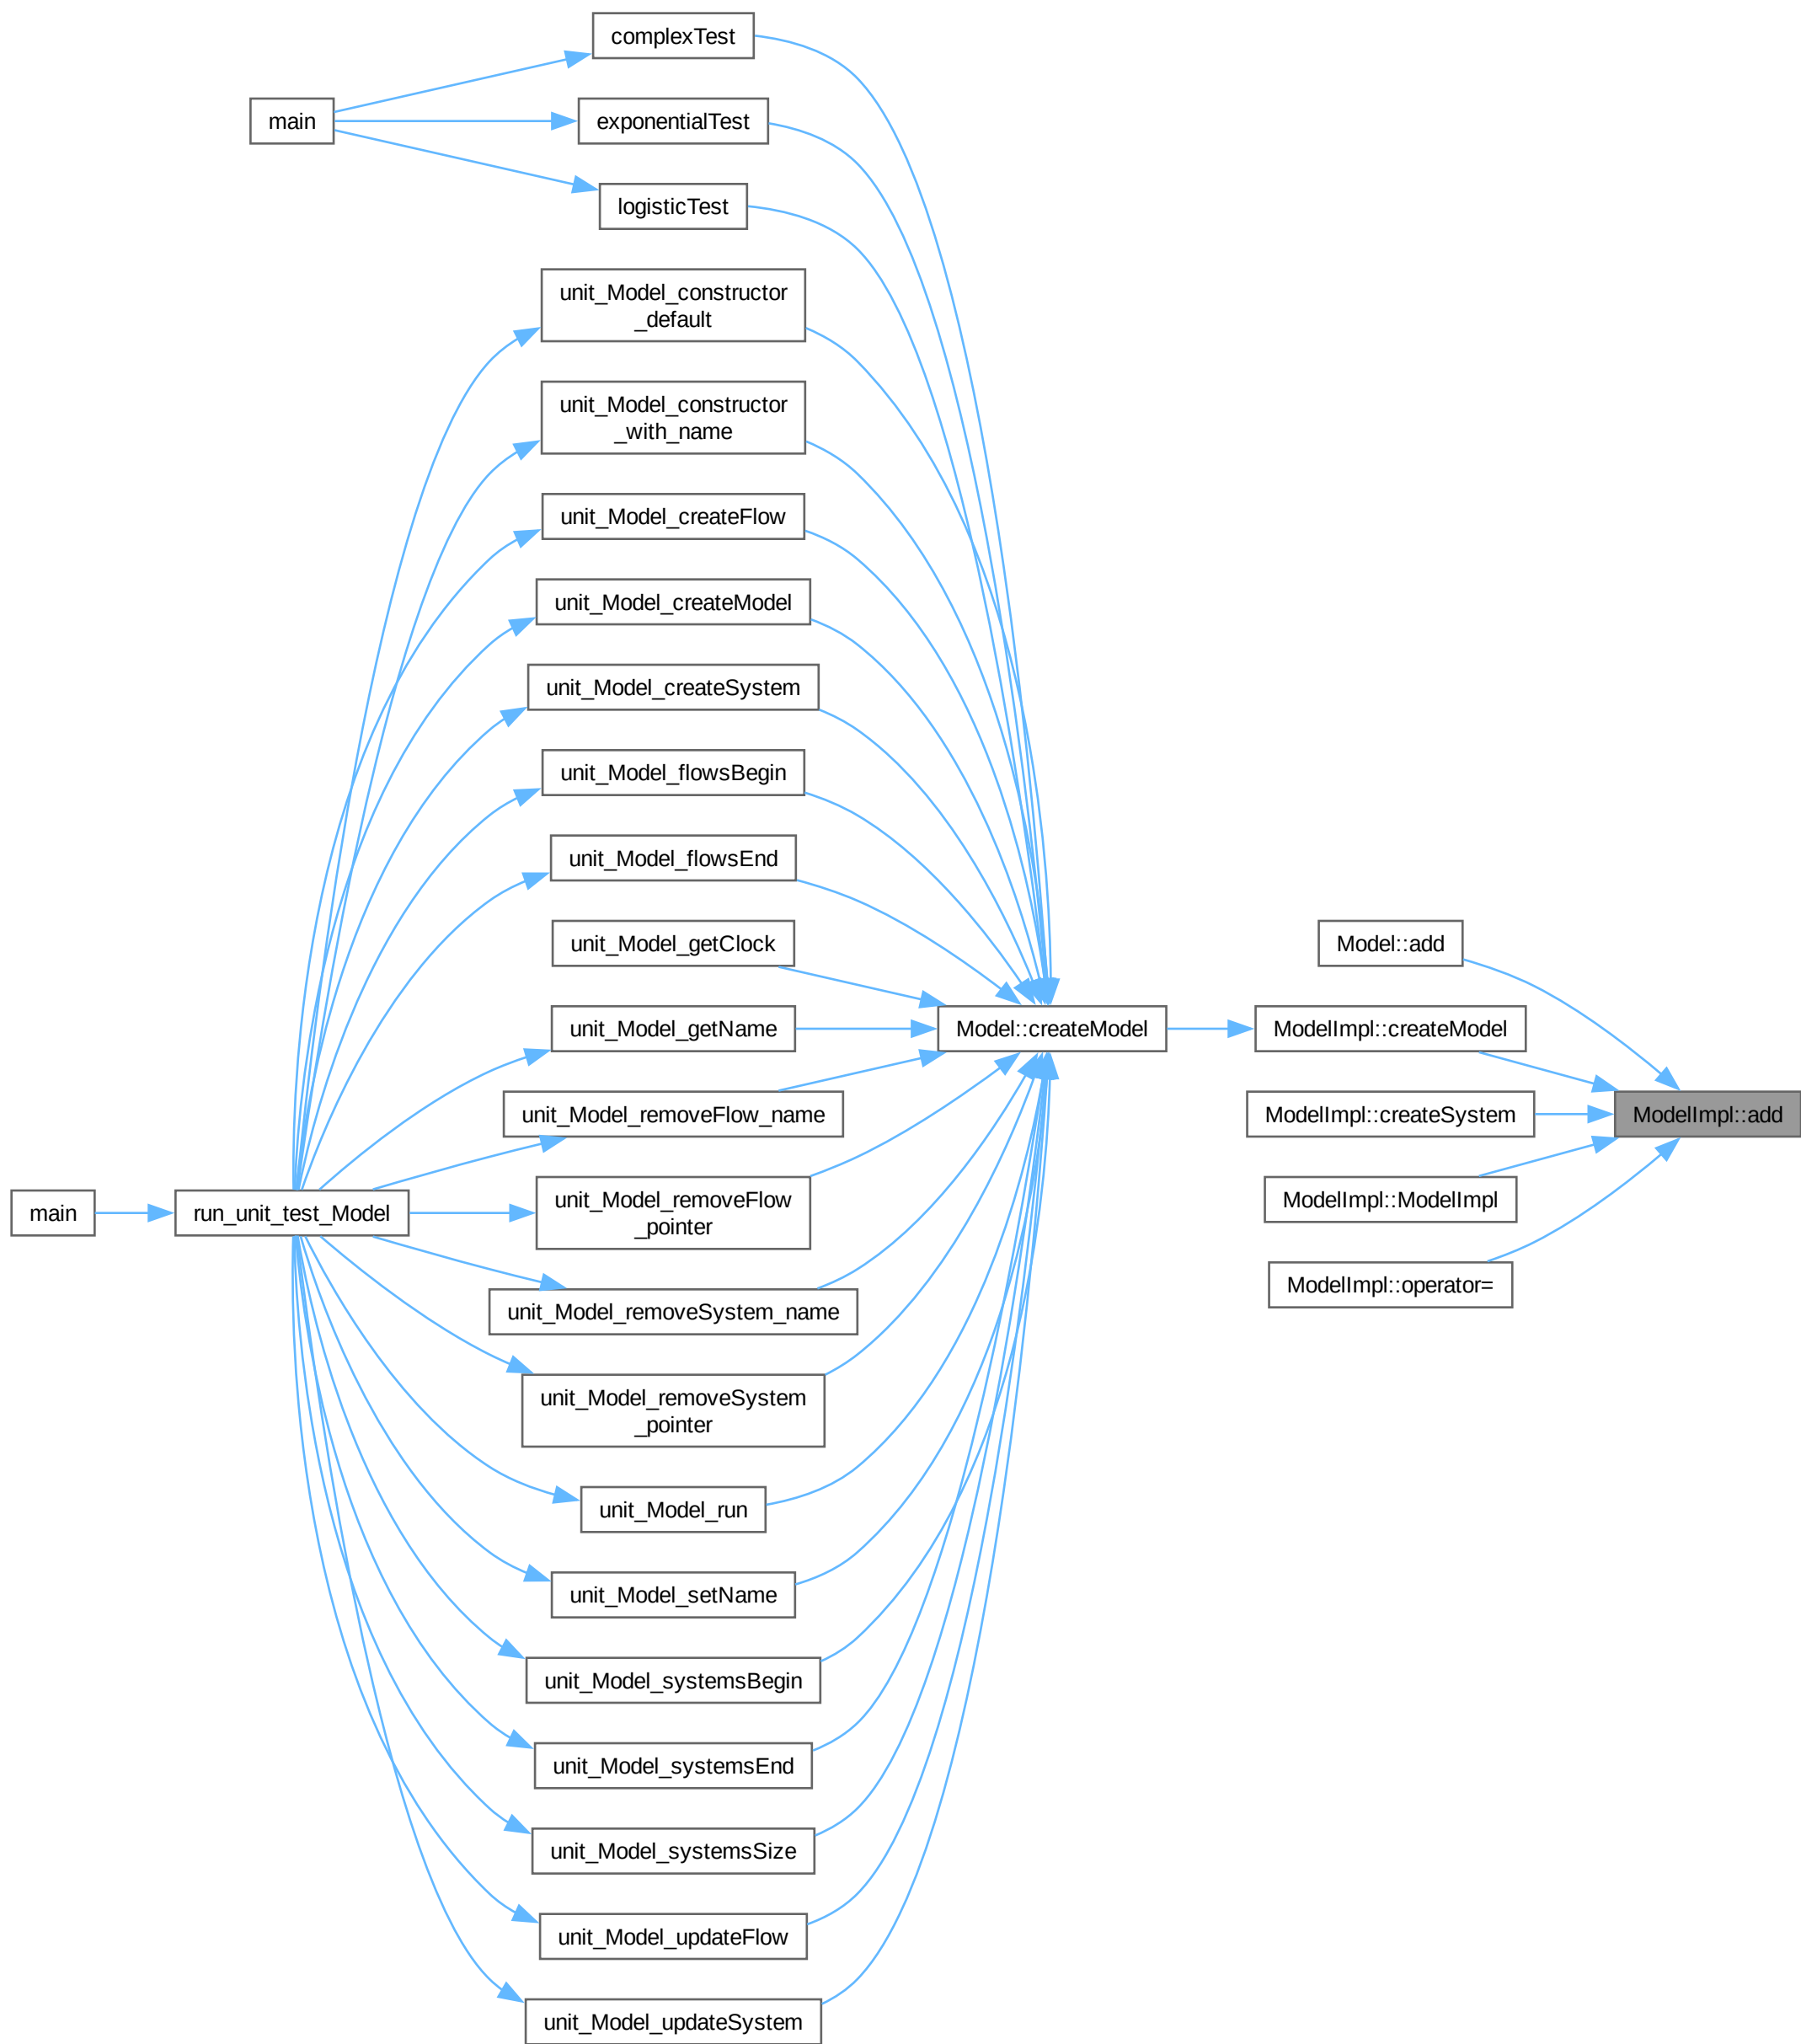 complexTest
main
exponentialTest
logisticTest
unit_Model_constructor
_default
unit_Model_constructor
_with_name
unit_Model_createFlow
unit_Model_createModel
unit_Model_createSystem
unit_Model_flowsBegin
unit_Model_flowsEnd
unit_Model_getClock
unit_Model_getName
unit_Model_removeFlow_name
unit_Model_removeFlow
_pointer
unit_Model_removeSystem_name
unit_Model_removeSystem
_pointer
unit_Model_run
unit_Model_setName
unit_Model_systemsBegin
unit_Model_systemsEnd
unit_Model_systemsSize
unit_Model_updateFlow
unit_Model_updateSystem
main
run_unit_test_Model
Model::createModel
Model::add
ModelImpl::createModel
ModelImpl::createSystem
ModelImpl::ModelImpl
ModelImpl::operator=
ModelImpl::add